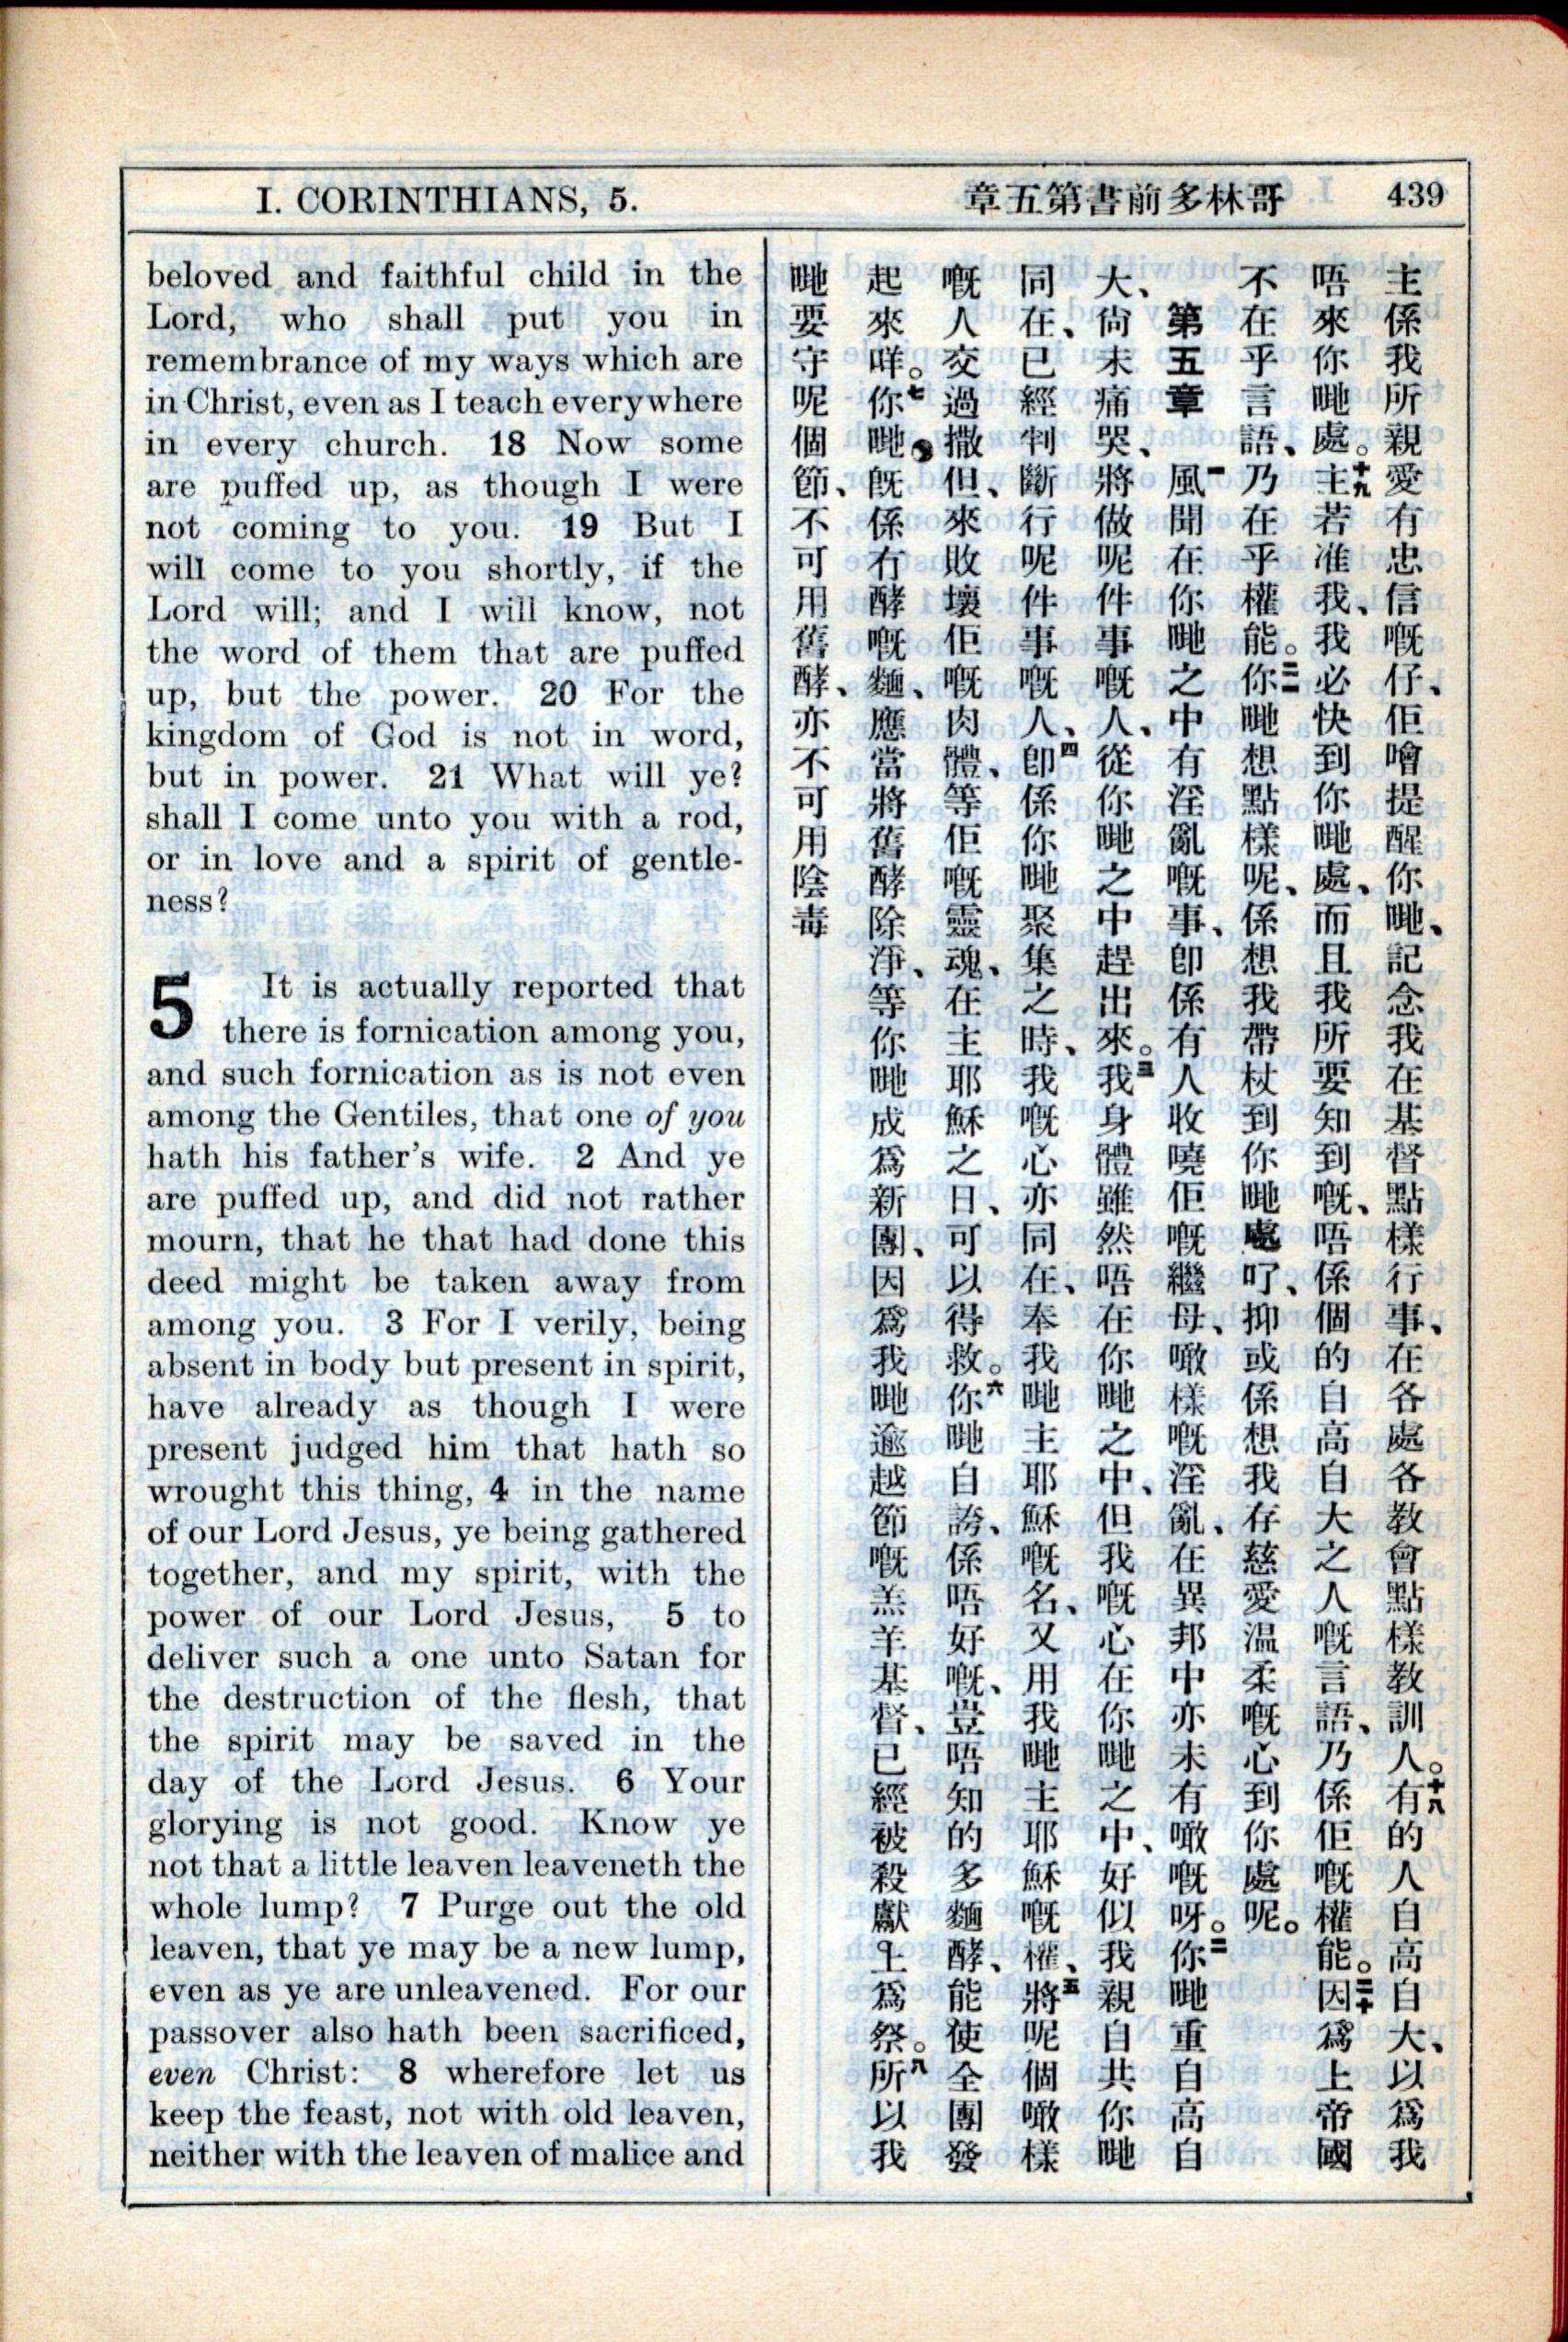 I. CORINTHIANS, 5.
哥林多前書第五章
439
beloved and faithful child in the
Lord, who shall put you in
remembrance of my ways which are
in Christ, even as I teach everywhere
in every church. 18 Now some
are puffed up, as though I were
not coming to you. 19 But I
will come to you shortly, if the
Lord will; and I will know, not
the word of them that are puffed
up, but the power. 20 For the
kingdom of God is not in word,
but in power. 21 What will ye?
shall I come unto you with a rod,
or in love and a spirit of gentle-
ness?
5 It is actually reported that
there is fornication among you,
and such fornication as is not even
among the Gentiles, that one of you
hath his father's wife. 2 And ye
are puffed up, and did not rather
mourn, that he that had done this
deed might be taken away from
among you. 3 For I verily, being
absent in body but present in spirit,
have already as though I were
present judged him that hath so
wrought this thing, 4 in the name
of our Lord Jesus, ye being gathered
together, and my spirit, with the
power of our Lord Jesus, 5 to
deliver such a one unto Satan for
the destruction of the flesh, that
the spirit may be saved in the
day of the Lord Jesus. 6 Your
glorying is not good. Know ye
not that a little leaven leaveneth the
whole lump? 7 Purge out the old
leaven, that ye may be a new lump,
even as ye are unleavened. For our
passover also hath been sacrificed,
even Christ: 8 wherefore let us
keep the feast, not with old leaven,
neither with the leaven of malice and
主係我所親愛有忠信嘅仔、佢噲提醒你哋、記念我在基督點樣行事、在各處各教會點樣教訓人。十八有的人自高自大、以爲我
唔來你哋處。十九主若准我、我必快到你哋處、而且我所要知到嘅、唔係個的自高自大之人嘅言語、乃係佢嘅權能。二十因爲上帝國
不在乎言語、乃在乎權能。二一你哋想點樣呢、係想我帶杖到你哋處吖、抑或係想我存慈愛温柔嘅心到你處呢。
第五章 一風聞在你哋之中有淫亂嘅事、卽係有人收嘵佢嘅繼母、噉樣嘅淫亂、在異邦中亦未有噉嘅呀。二你哋重自高自
大、尙未痛哭、將做呢件事嘅人、從你哋之中趕出來。三我身體雖然唔在你哋之中、但我嘅心在你哋之中、好似我親自共你哋
同在、已經判斷行呢件事嘅人、四卽係你哋聚集之時、我嘅心亦同在、奉我哋主耶穌嘅名、又用我哋主耶穌嘅權、五將呢個噉樣
嘅人交過撒但、來敗壞佢嘅肉體、等佢嘅靈魂、在主耶穌之日、可以得救。六你哋自誇、係唔好嘅、豈唔知的多麵酵、能使全團發
起來咩。七你哋旣係冇酵嘅麵、應當將舊酵除淨、等你哋成爲新團、因爲我哋逾越節嘅羔羊基督、已經被殺獻上爲祭。八所以我
哋要守呢個節、不可用舊酵、亦不可用陰毒